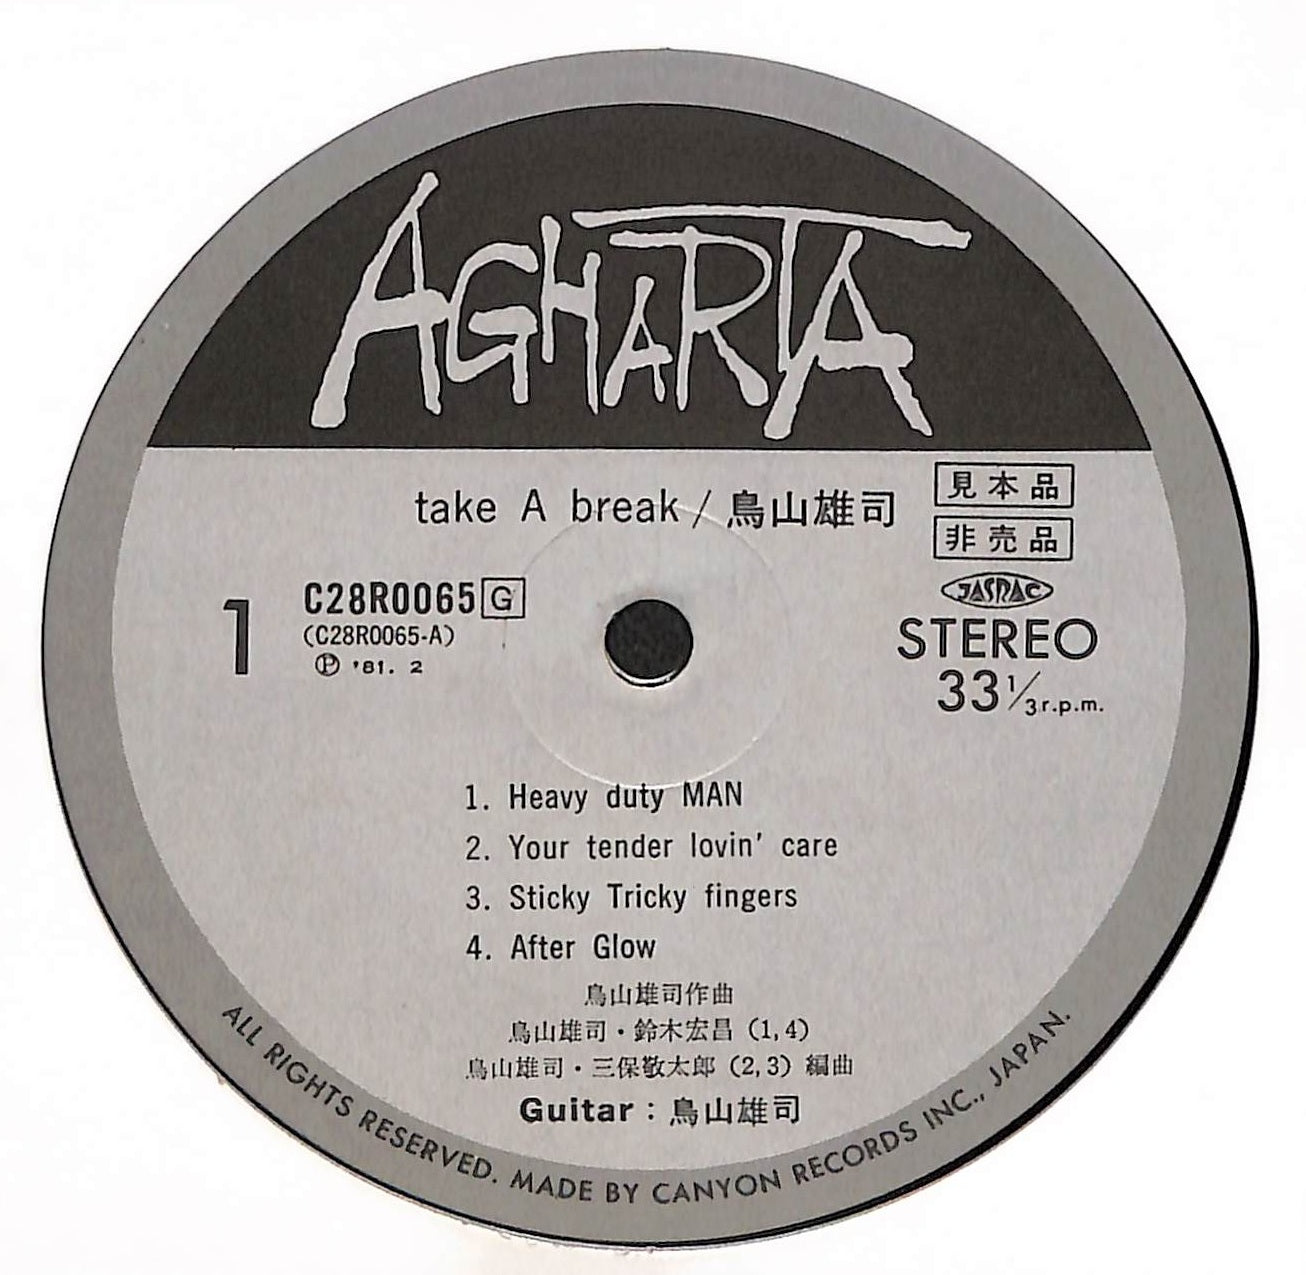 AGHARTA
take A break / 鳥山雄司
見本品
非売品
JASRAC
1
C28R0065 G
(C28R0065-A)
Ⓟ '81. 2
STEREO
33 1/3 r.p.m.
1. Heavy duty MAN
2. Your tender lovin' care
3. Sticky Tricky fingers
4. After Glow
鳥山雄司作曲
鳥山雄司・鈴木宏昌 (1,4)
鳥山雄司・三保敬太郎 (2,3) 編曲
Guitar : 鳥山雄司
ALL RIGHTS RESERVED. MADE BY CANYON RECORDS INC., JAPAN.